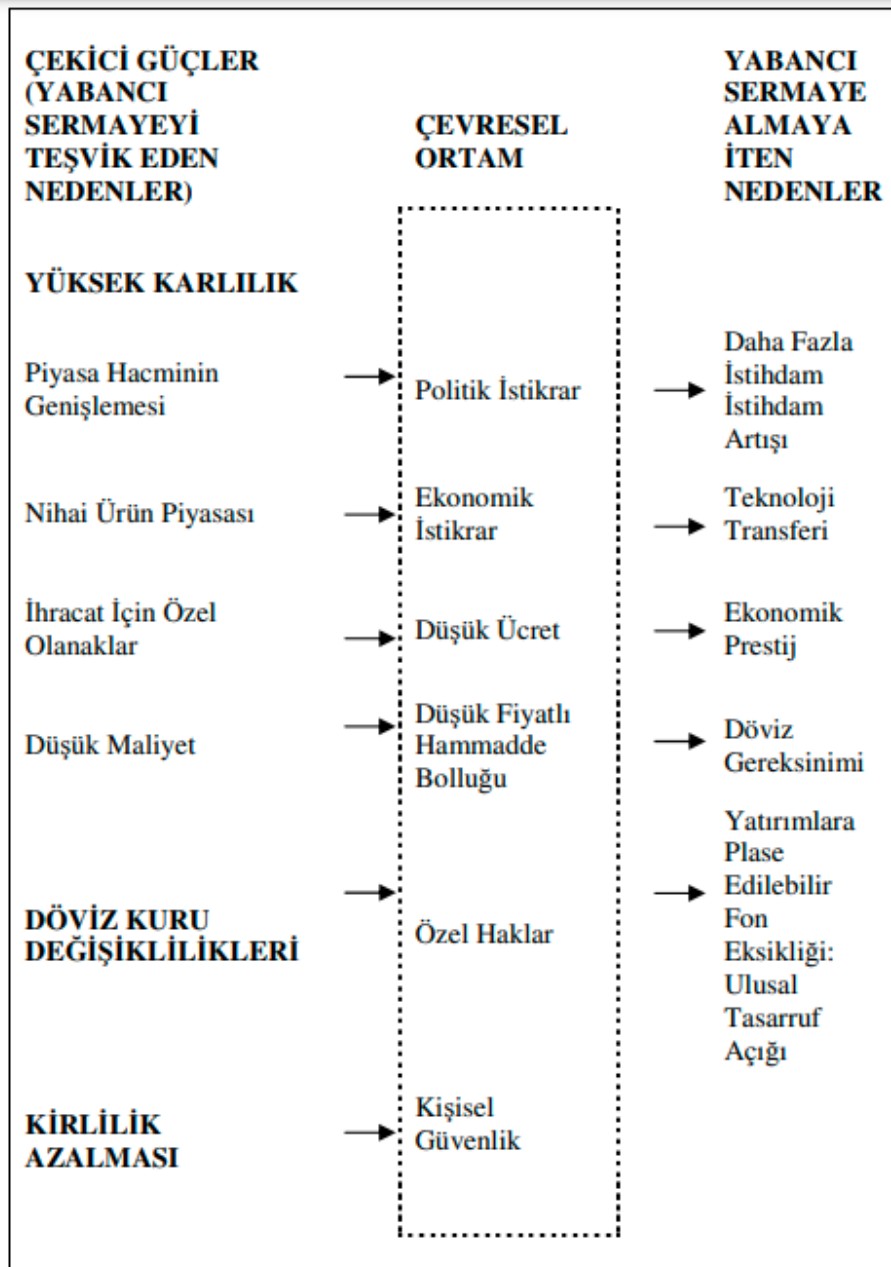 ÇEKİCİ GÜÇLER
(YABANCI
SERMAYEYİ
TEŞVİK EDEN
NEDENLER)
ÇEVRESEL
ORTAM
YABANCI
SERMAYE
ALMAYA
İTEN
NEDENLER
YÜKSEK KARLILIK
Piyasa Hacminin
Genişlemesi
Politik İstikrar
Daha Fazla
İstihdam
İstihdam
Artışı
Nihai Ürün Piyasası
Ekonomik
İstikrar
Teknoloji
Transferi
İhracat İçin Özel
Olanaklar
Düşük Ücret
Ekonomik
Prestij
Düşük Maliyet
Düşük Fiyatlı
Hammadde
Bolluğu
Döviz
Gereksinimi
DÖVİZ KURU
DEĞİŞİKLİLİKLERİ
Özel Haklar
Yatırımlara
Plase
Edilebilir
Fon
Eksikliği:
Ulusal
Tasarruf
Açığı
KİRLİLİK
AZALMASI
Kişisel
Güvenlik